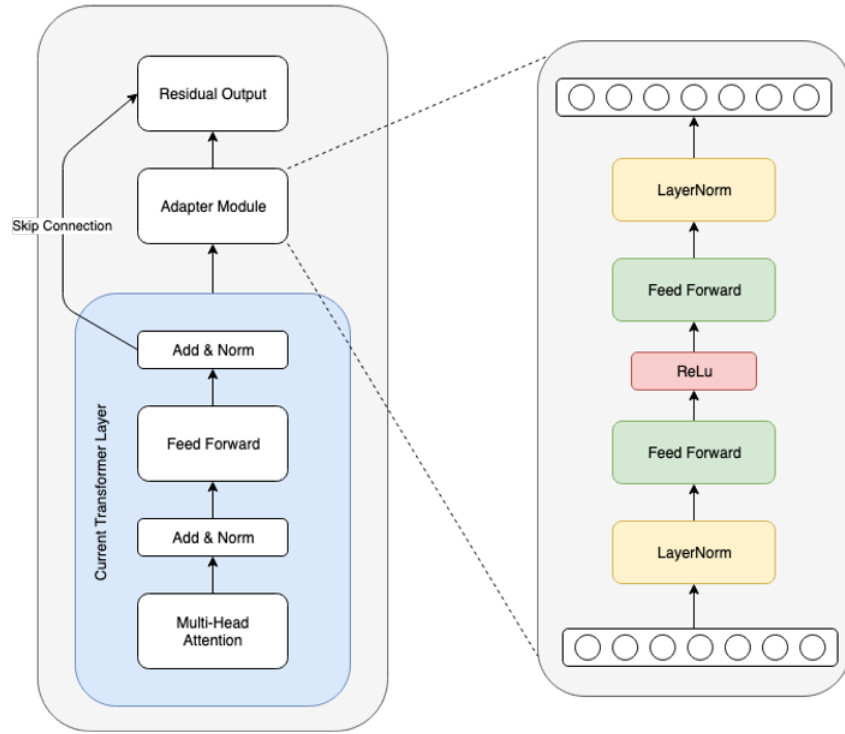 Residual Output
Adapter Module
Skip Connection
Add & Norm
Feed Forward
Add & Norm
Multi-Head
Attention
Current Transformer Layer
LayerNorm
Feed Forward
ReLu
Feed Forward
LayerNorm